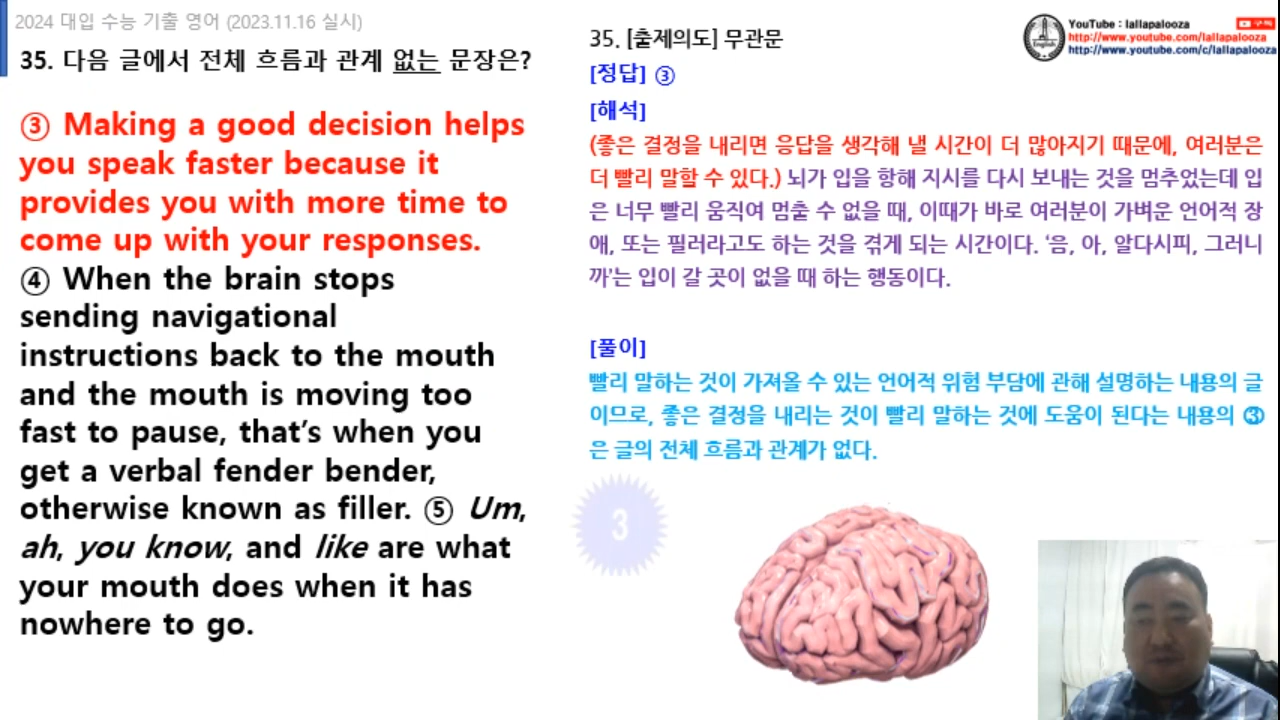 2024 대입 수능 기출 영어 (2023.11.16 실시)
35. 다음 글에서 전체 흐름과 관계 없는 문장은?
③ Making a good decision helps
you speak faster because it
provides you with more time to
come up with your responses.
④ When the brain stops
sending navigational
instructions back to the mouth
and the mouth is moving too
fast to pause, that’s when you
get a verbal fender bender,
otherwise known as filler. ⑤ Um,
ah, you know, and like are what
your mouth does when it has
nowhere to go.
35. [출제의도] 무관문
[정답] ③
[해석]
(좋은 결정을 내리면 응답을 생각해 낼 시간이 더 많아지기 때문에, 여러분은
더 빨리 말할 수 있다.) 뇌가 입을 향해 지시를 다시 보내는 것을 멈추었는데 입
은 너무 빨리 움직여 멈출 수 없을 때, 이때가 바로 여러분이 가벼운 언어적 장
애, 또는 필러라고도 하는 것을 겪게 되는 시간이다. ‘음, 아, 알다시피, 그러니
까’는 입이 갈 곳이 없을 때 하는 행동이다.
[풀이]
빨리 말하는 것이 가져올 수 있는 언어적 위험 부담에 관해 설명하는 내용의 글
이므로, 좋은 결정을 내리는 것이 빨리 말하는 것에 도움이 된다는 내용의 ③
은 글의 전체 흐름과 관계가 없다.
3
YouTube : lallapalooza
http://www.youtube.com/lallapalooza
http://www.youtube.com/c/lallapalooza
English